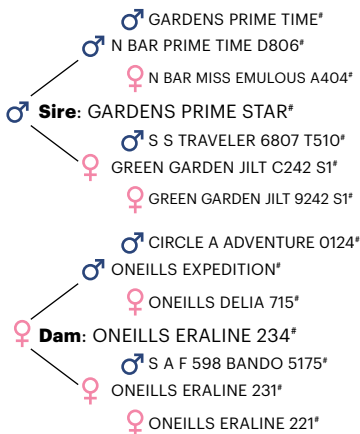 GARDENS PRIME TIME#
N BAR PRIME TIME D806#
N BAR MISS EMULOUS A404#
Sire: GARDENS PRIME STAR#
S S TRAVELER 6807 T510#
GREEN GARDEN JILT C242 S1#
GREEN GARDEN JILT 9242 S1#
CIRCLE A ADVENTURE 0124#
ONEILLS EXPEDITION#
ONEILLS DELIA 715#
Dam: ONEILLS ERALINE 234#
S A F 598 BANDO 5175#
ONEILLS ERALINE 231#
ONEILLS ERALINE 221#